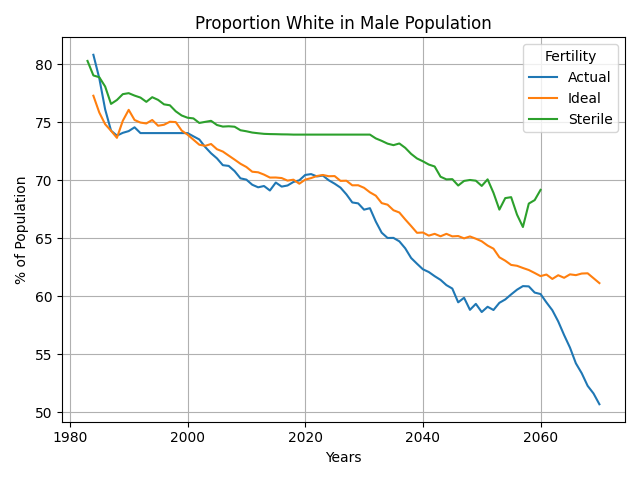 Proportion White in Male Population
Fertility
Actual
Ideal
Sterile
% of Population
80
75
70
65
60
55
50
1980
2000
2020
2040
2060
Years